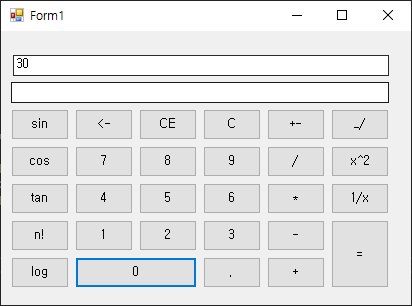 Form1
30
sin <- CE C +- _/
cos 7 8 9 / x^2
tan 4 5 6 * 1/x
n! 1 2 3 - =
log 0 . +